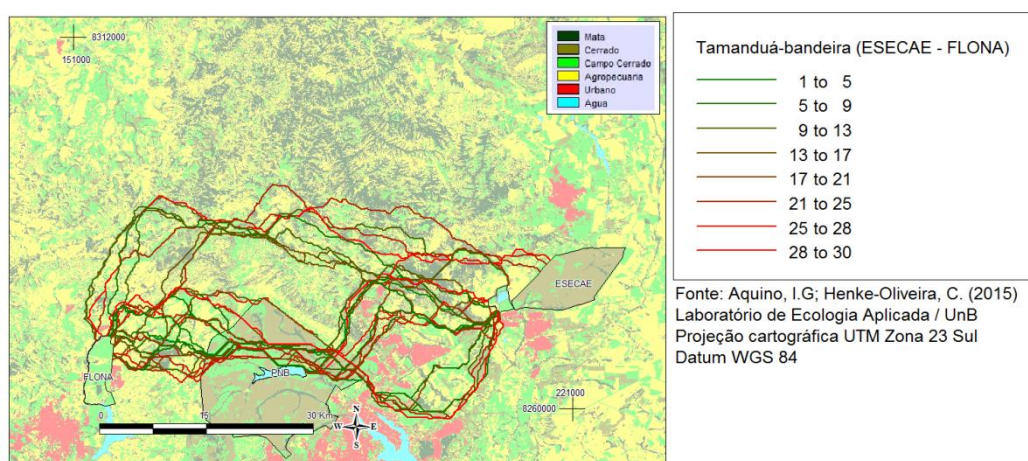 8312000
151000
Mata
Cerrado
Campo Cerrado
Agropecuaria
Urbano
Agua
ESECAE
FLONA
PNB
221000
8260000
0 15 30 Km
N
W E
S
Tamanduá-bandeira (ESECAE - FLONA)
1 to 5
5 to 9
9 to 13
13 to 17
17 to 21
21 to 25
25 to 28
28 to 30
Fonte: Aquino, I.G; Henke-Oliveira, C. (2015)
Laboratório de Ecologia Aplicada / UnB
Projeção cartográfica UTM Zona 23 Sul
Datum WGS 84